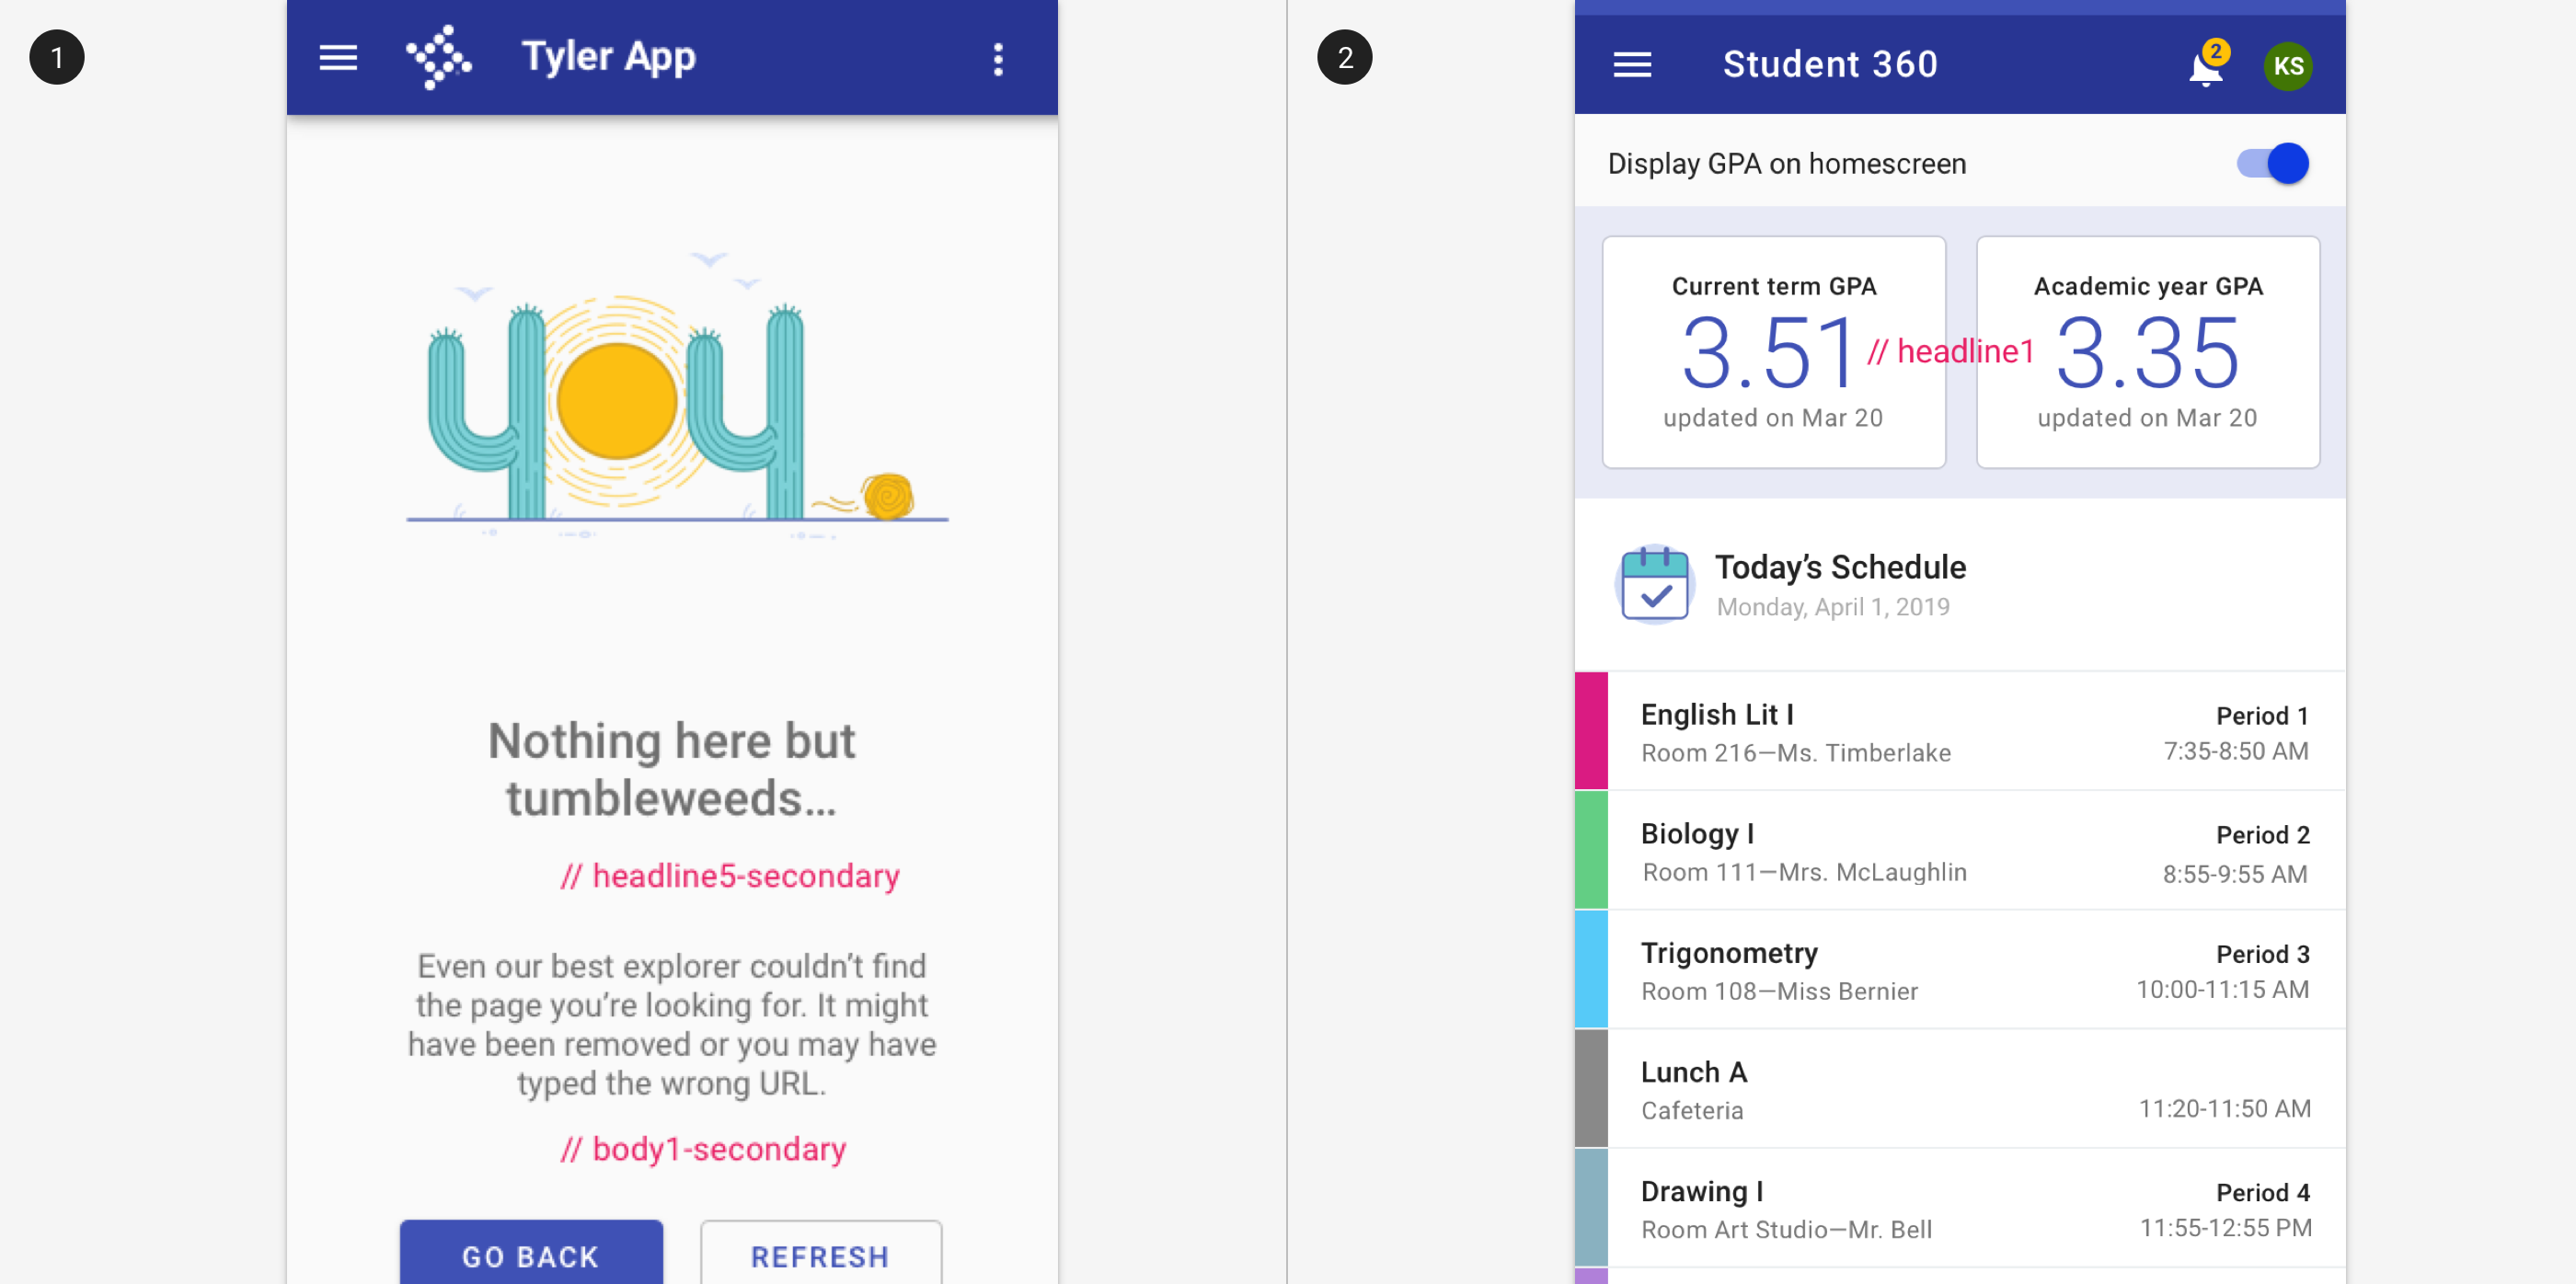 1
Tyler App
404
Nothing here but
tumbleweeds...
// headline5-secondary
Even our best explorer couldn’t find
the page you’re looking for. It might
have been removed or you may have
typed the wrong URL.
// body1-secondary
GO BACK
REFRESH
2
Student 360
2
KS
Display GPA on homescreen
Current term GPA
3.51
updated on Mar 20
// headline1
Academic year GPA
3.35
updated on Mar 20
Today’s Schedule
Monday, April 1, 2019
English Lit I
Period 1
Room 216—Ms. Timberlake
7:35-8:50 AM
Biology I
Period 2
Room 111—Mrs. McLaughlin
8:55-9:55 AM
Trigonometry
Period 3
Room 108—Miss Bernier
10:00-11:15 AM
Lunch A
Cafeteria
11:20-11:50 AM
Drawing I
Period 4
Room Art Studio—Mr. Bell
11:55-12:55 PM